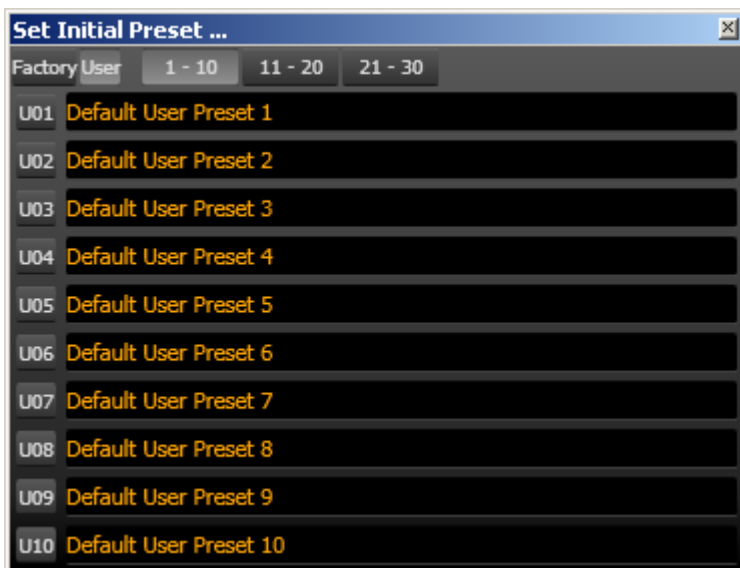 Set Initial Preset ...
Factory User 1 - 10 11 - 20 21 - 30
U01 Default User Preset 1
U02 Default User Preset 2
U03 Default User Preset 3
U04 Default User Preset 4
U05 Default User Preset 5
U06 Default User Preset 6
U07 Default User Preset 7
U08 Default User Preset 8
U09 Default User Preset 9
U10 Default User Preset 10